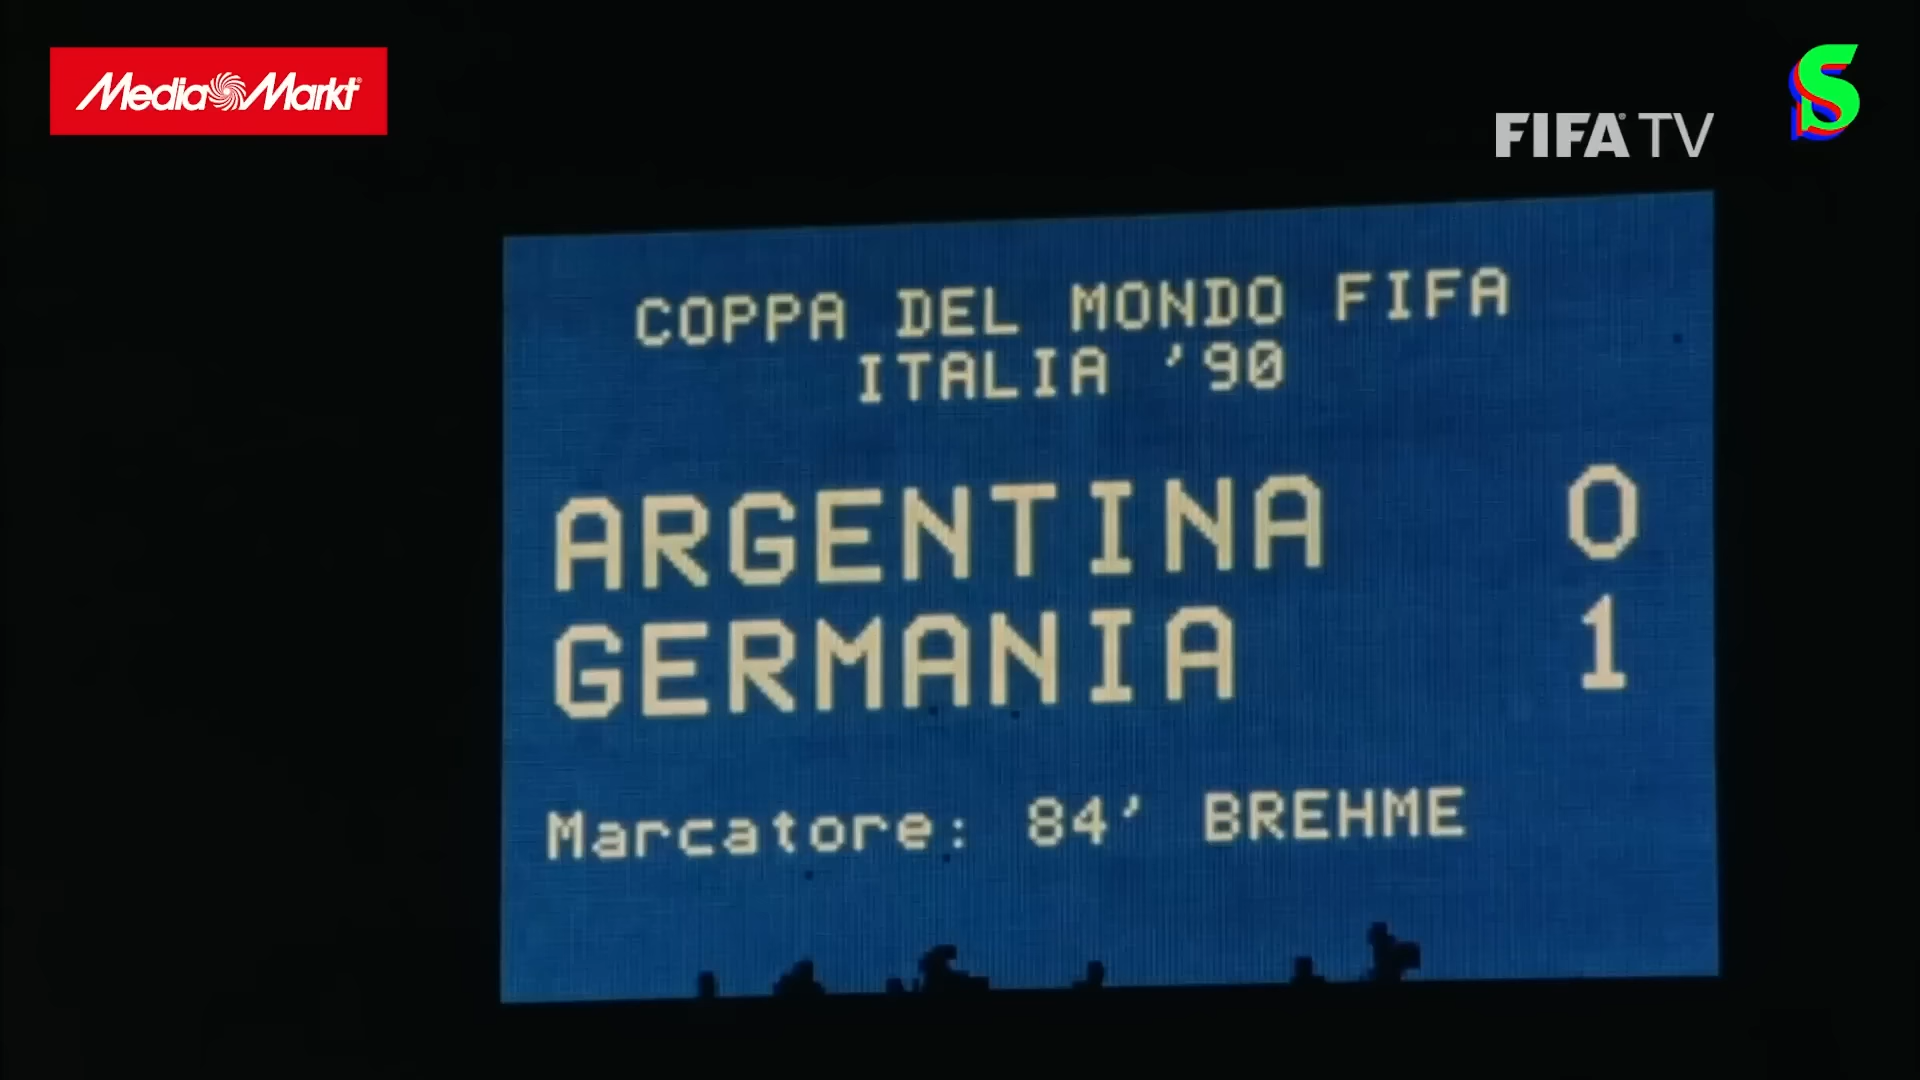 MediaMarkt
FIFA TV
S
COPPA DEL MONDO FIFA
ITALIA '90
ARGENTINA 0
GERMANIA 1
Marcatore: 84' BREHME